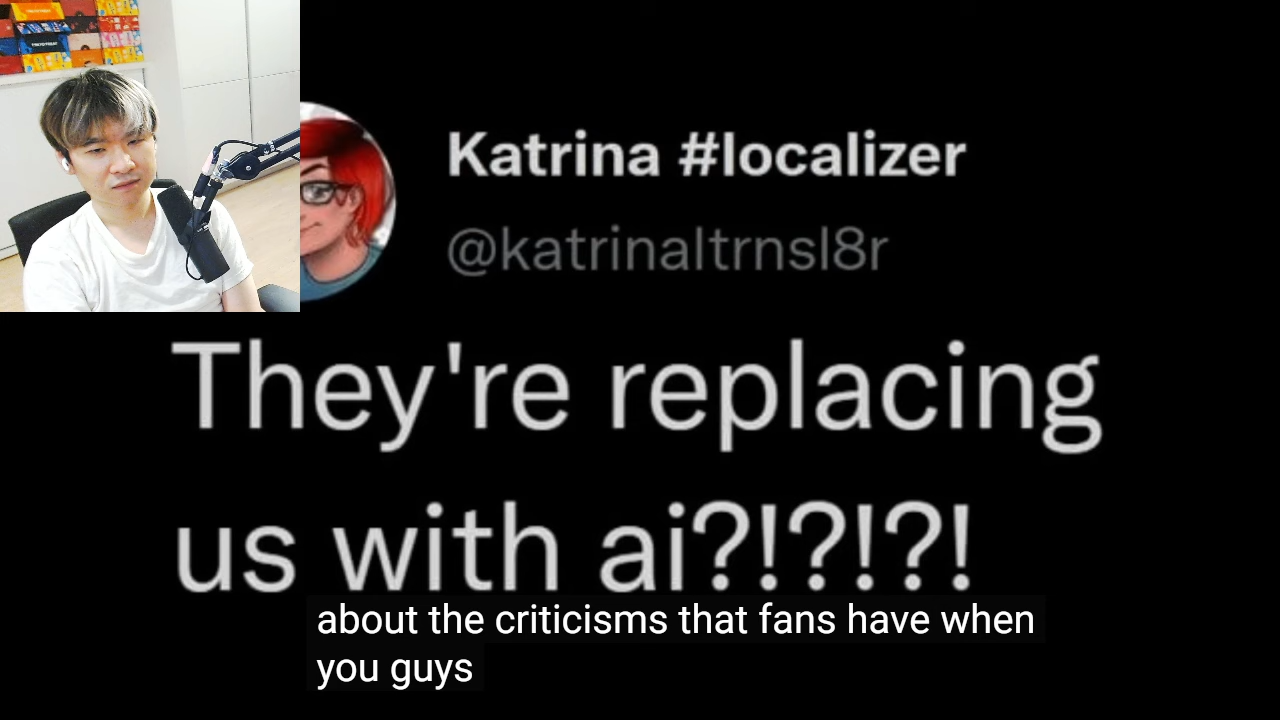 Katrina #localizer
@katrinaltrnsl8r
They're replacing
us with ai?!?!?!
about the criticisms that fans have when
you guys